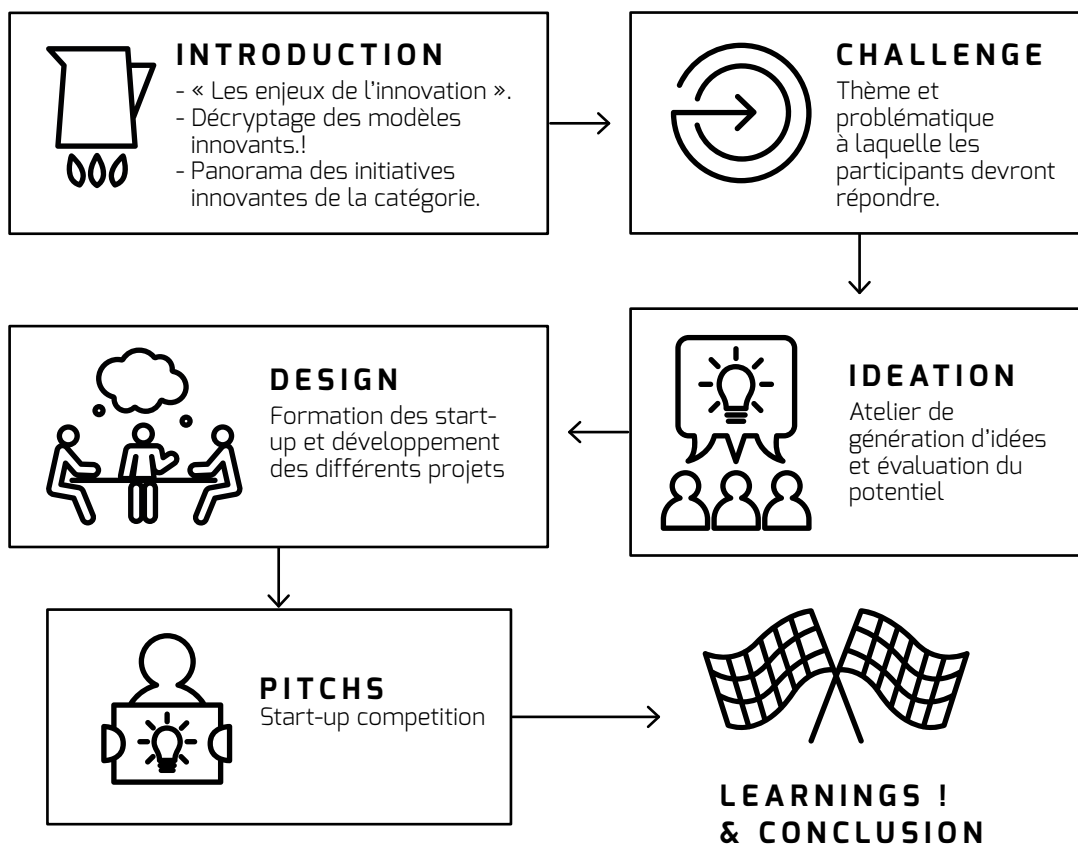 INTRODUCTION
- « Les enjeux de l’innovation ».
- Décryptage des modèles
innovants.!
- Panorama des initiatives
innovantes de la catégorie.
CHALLENGE
Thème et
problématique
à laquelle les
participants devront
répondre.
IDEATION
Atelier de
génération d’idées
et évaluation du
potentiel
DESIGN
Formation des start-
up et développement
des différents projets
PITCHS
Start-up competition
LEARNINGS !
& CONCLUSION